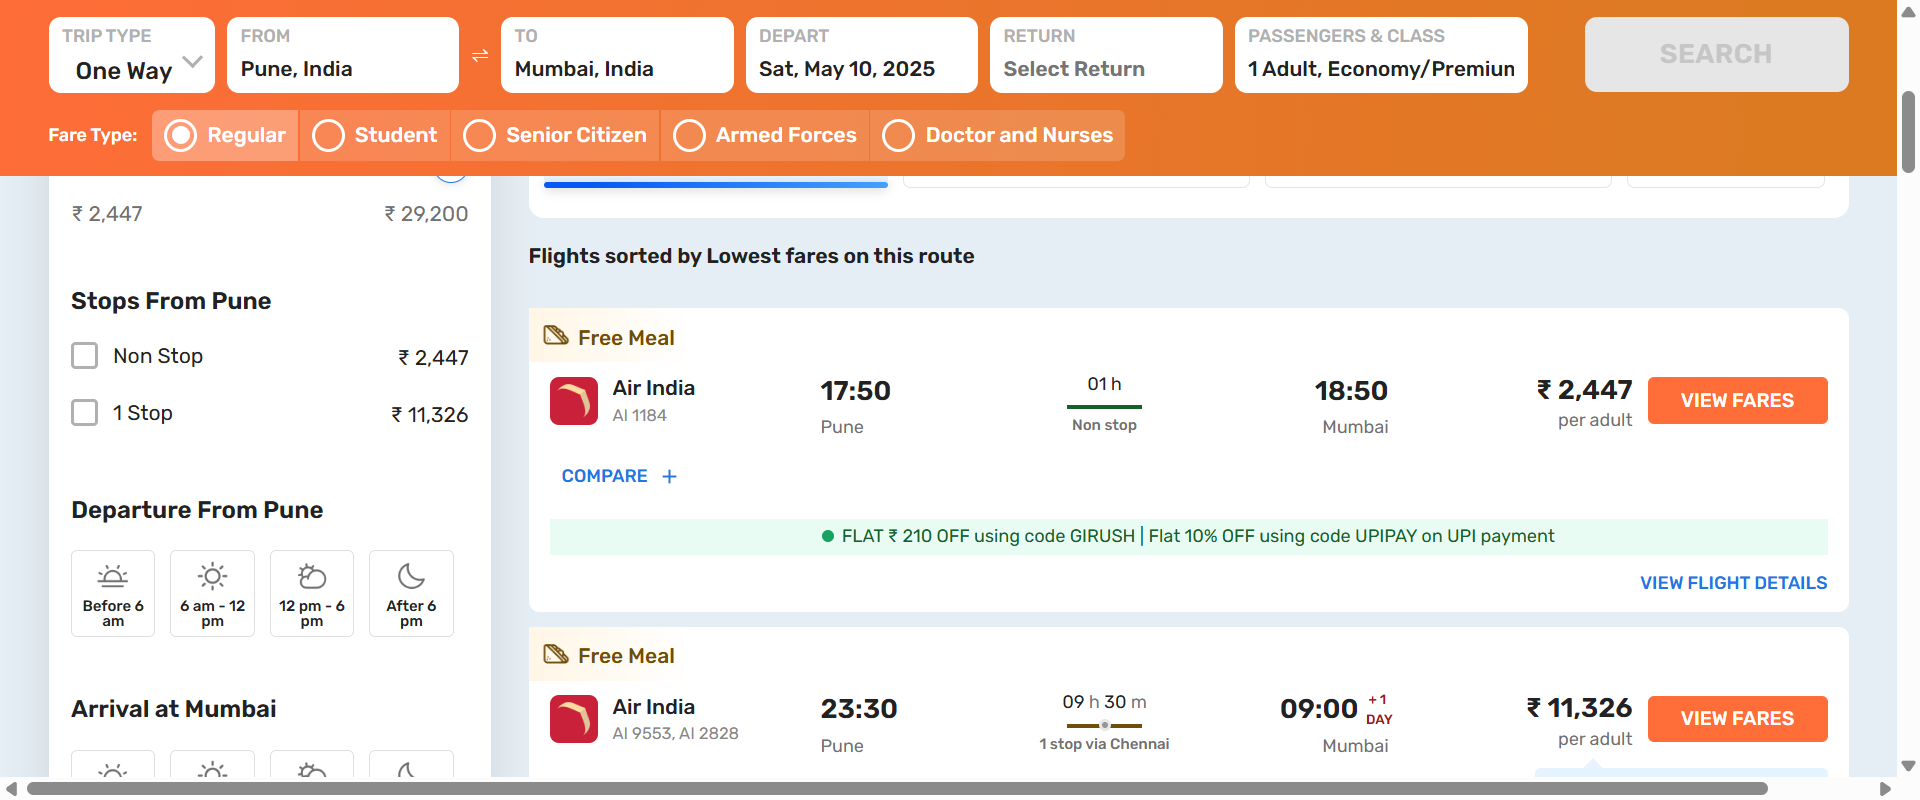 TRIP TYPE
One Way
FROM
Pune, India
TO
Mumbai, India
DEPART
Sat, May 10, 2025
RETURN
Select Return
PASSENGERS & CLASS
1 Adult, Economy/Premiun
SEARCH
Fare Type:
Regular
Student
Senior Citizen
Armed Forces
Doctor and Nurses
₹ 2,447
₹ 29,200
Stops From Pune
Non Stop
₹ 2,447
1 Stop
₹ 11,326
Departure From Pune
Before 6
am
6 am - 12
pm
12 pm - 6
pm
After 6
pm
Arrival at Mumbai
Flights sorted by Lowest fares on this route
Free Meal
Air India
AI 1184
17:50
Pune
01 h
Non stop
18:50
Mumbai
₹ 2,447
per adult
VIEW FARES
COMPARE +
FLAT ₹ 210 OFF using code GIRUSH | Flat 10% OFF using code UPIPAY on UPI payment
VIEW FLIGHT DETAILS
Free Meal
Air India
AI 9553, AI 2828
23:30
Pune
09 h 30 m
1 stop via Chennai
09:00
+ 1
DAY
Mumbai
₹ 11,326
per adult
VIEW FARES